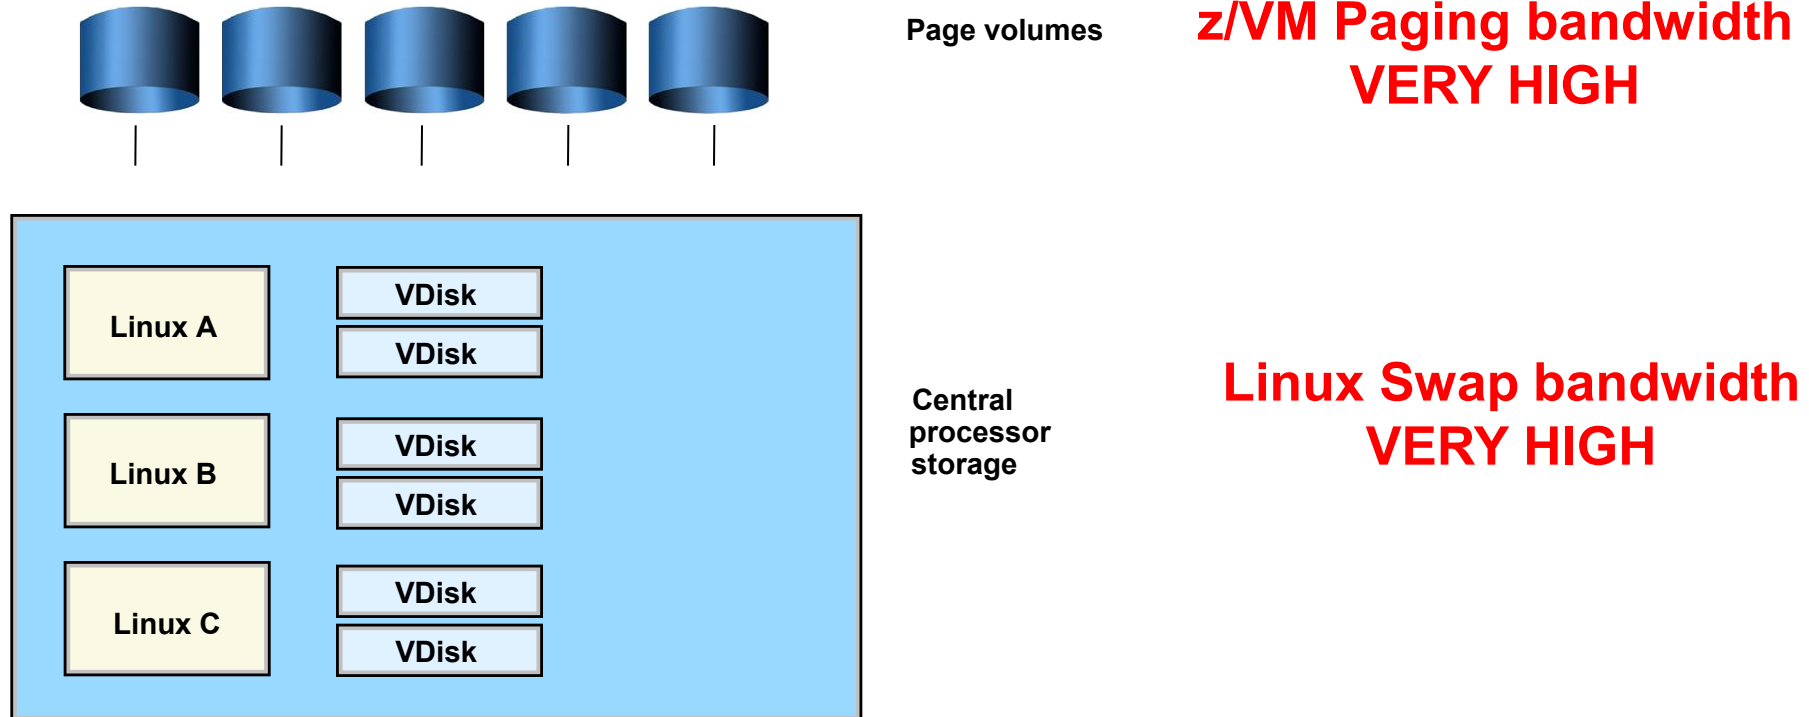 Page volumes
z/VM Paging bandwidth
VERY HIGH
Linux A
VDisk
VDisk
Linux B
VDisk
VDisk
Linux C
VDisk
VDisk
Central
processor
storage
Linux Swap bandwidth
VERY HIGH